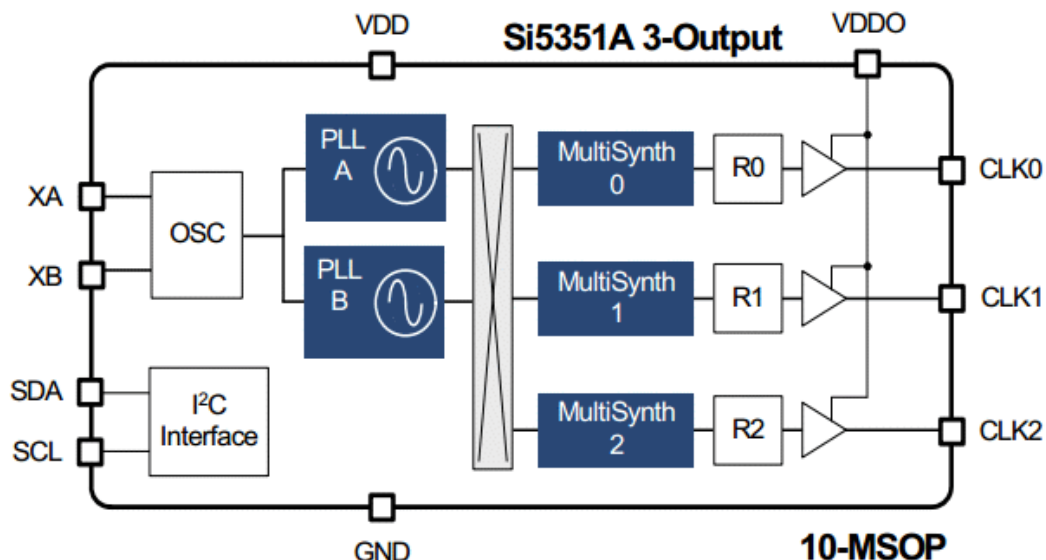 VDD
Si5351A 3-Output
VDDO
PLL
A
MultiSynth
0
R0
CLK0
XA
OSC
XB
PLL
B
MultiSynth
1
R1
CLK1
SDA
I²C
Interface
SCL
MultiSynth
2
R2
CLK2
GND
10-MSOP